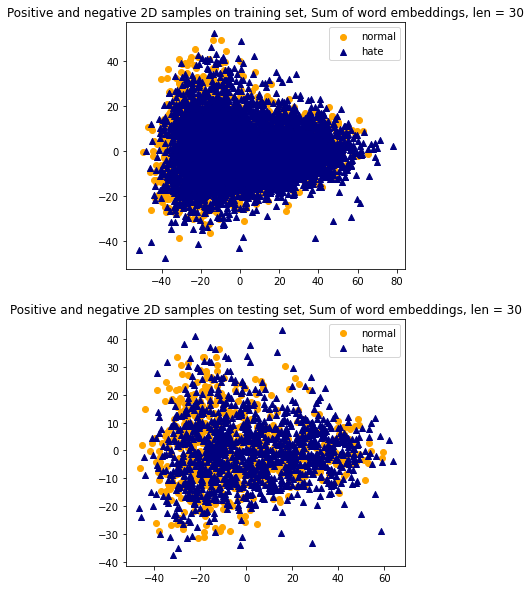 Positive and negative 2D samples on training set, Sum of word embeddings, len = 30
normal
hate
40
20
0
−20
−40
−40 −20 0 20 40 60 80
Positive and negative 2D samples on testing set, Sum of word embeddings, len = 30
normal
hate
40
30
20
10
0
−10
−20
−30
−40
−40 −20 0 20 40 60